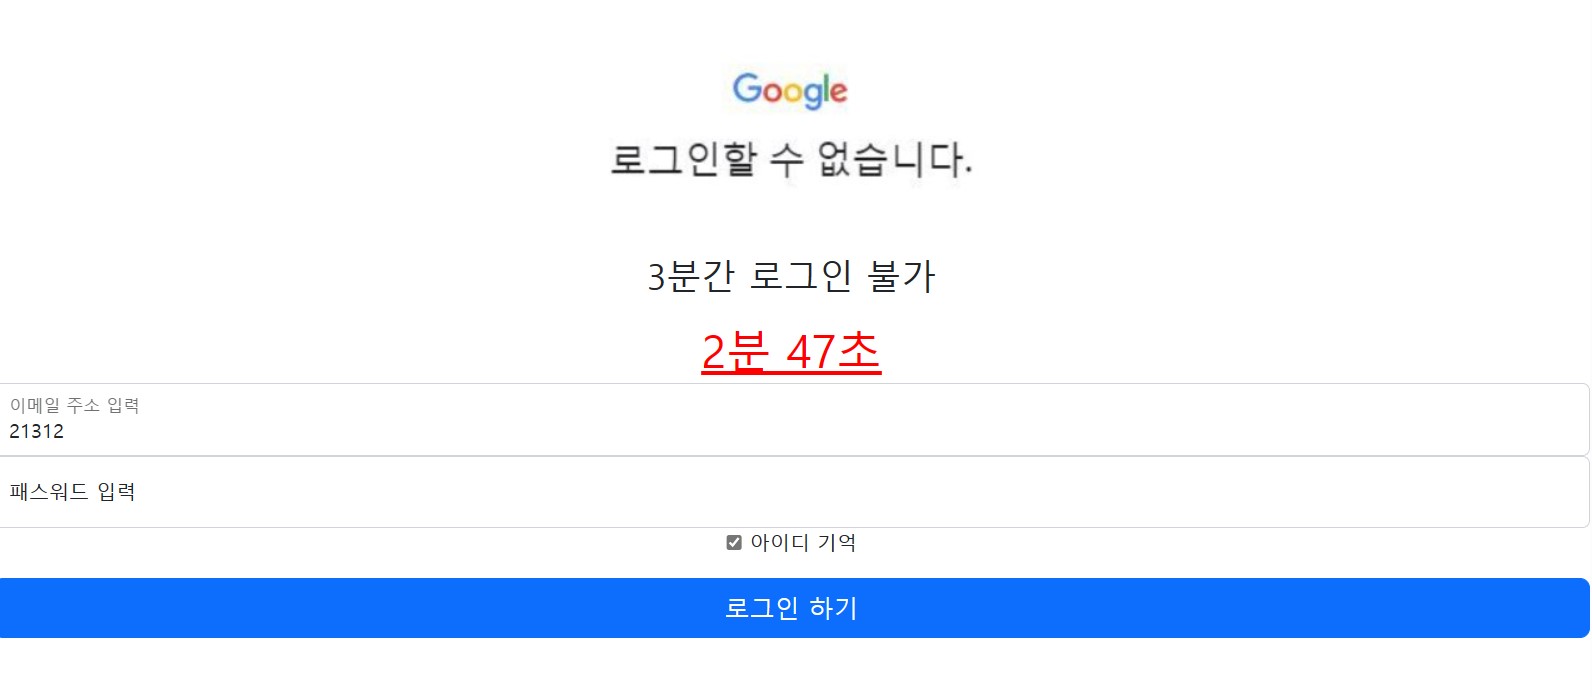 Google
로그인할 수 없습니다.
3분간 로그인 불가
2분 47초
이메일 주소 입력
21312
패스워드 입력
아이디 기억
로그인 하기